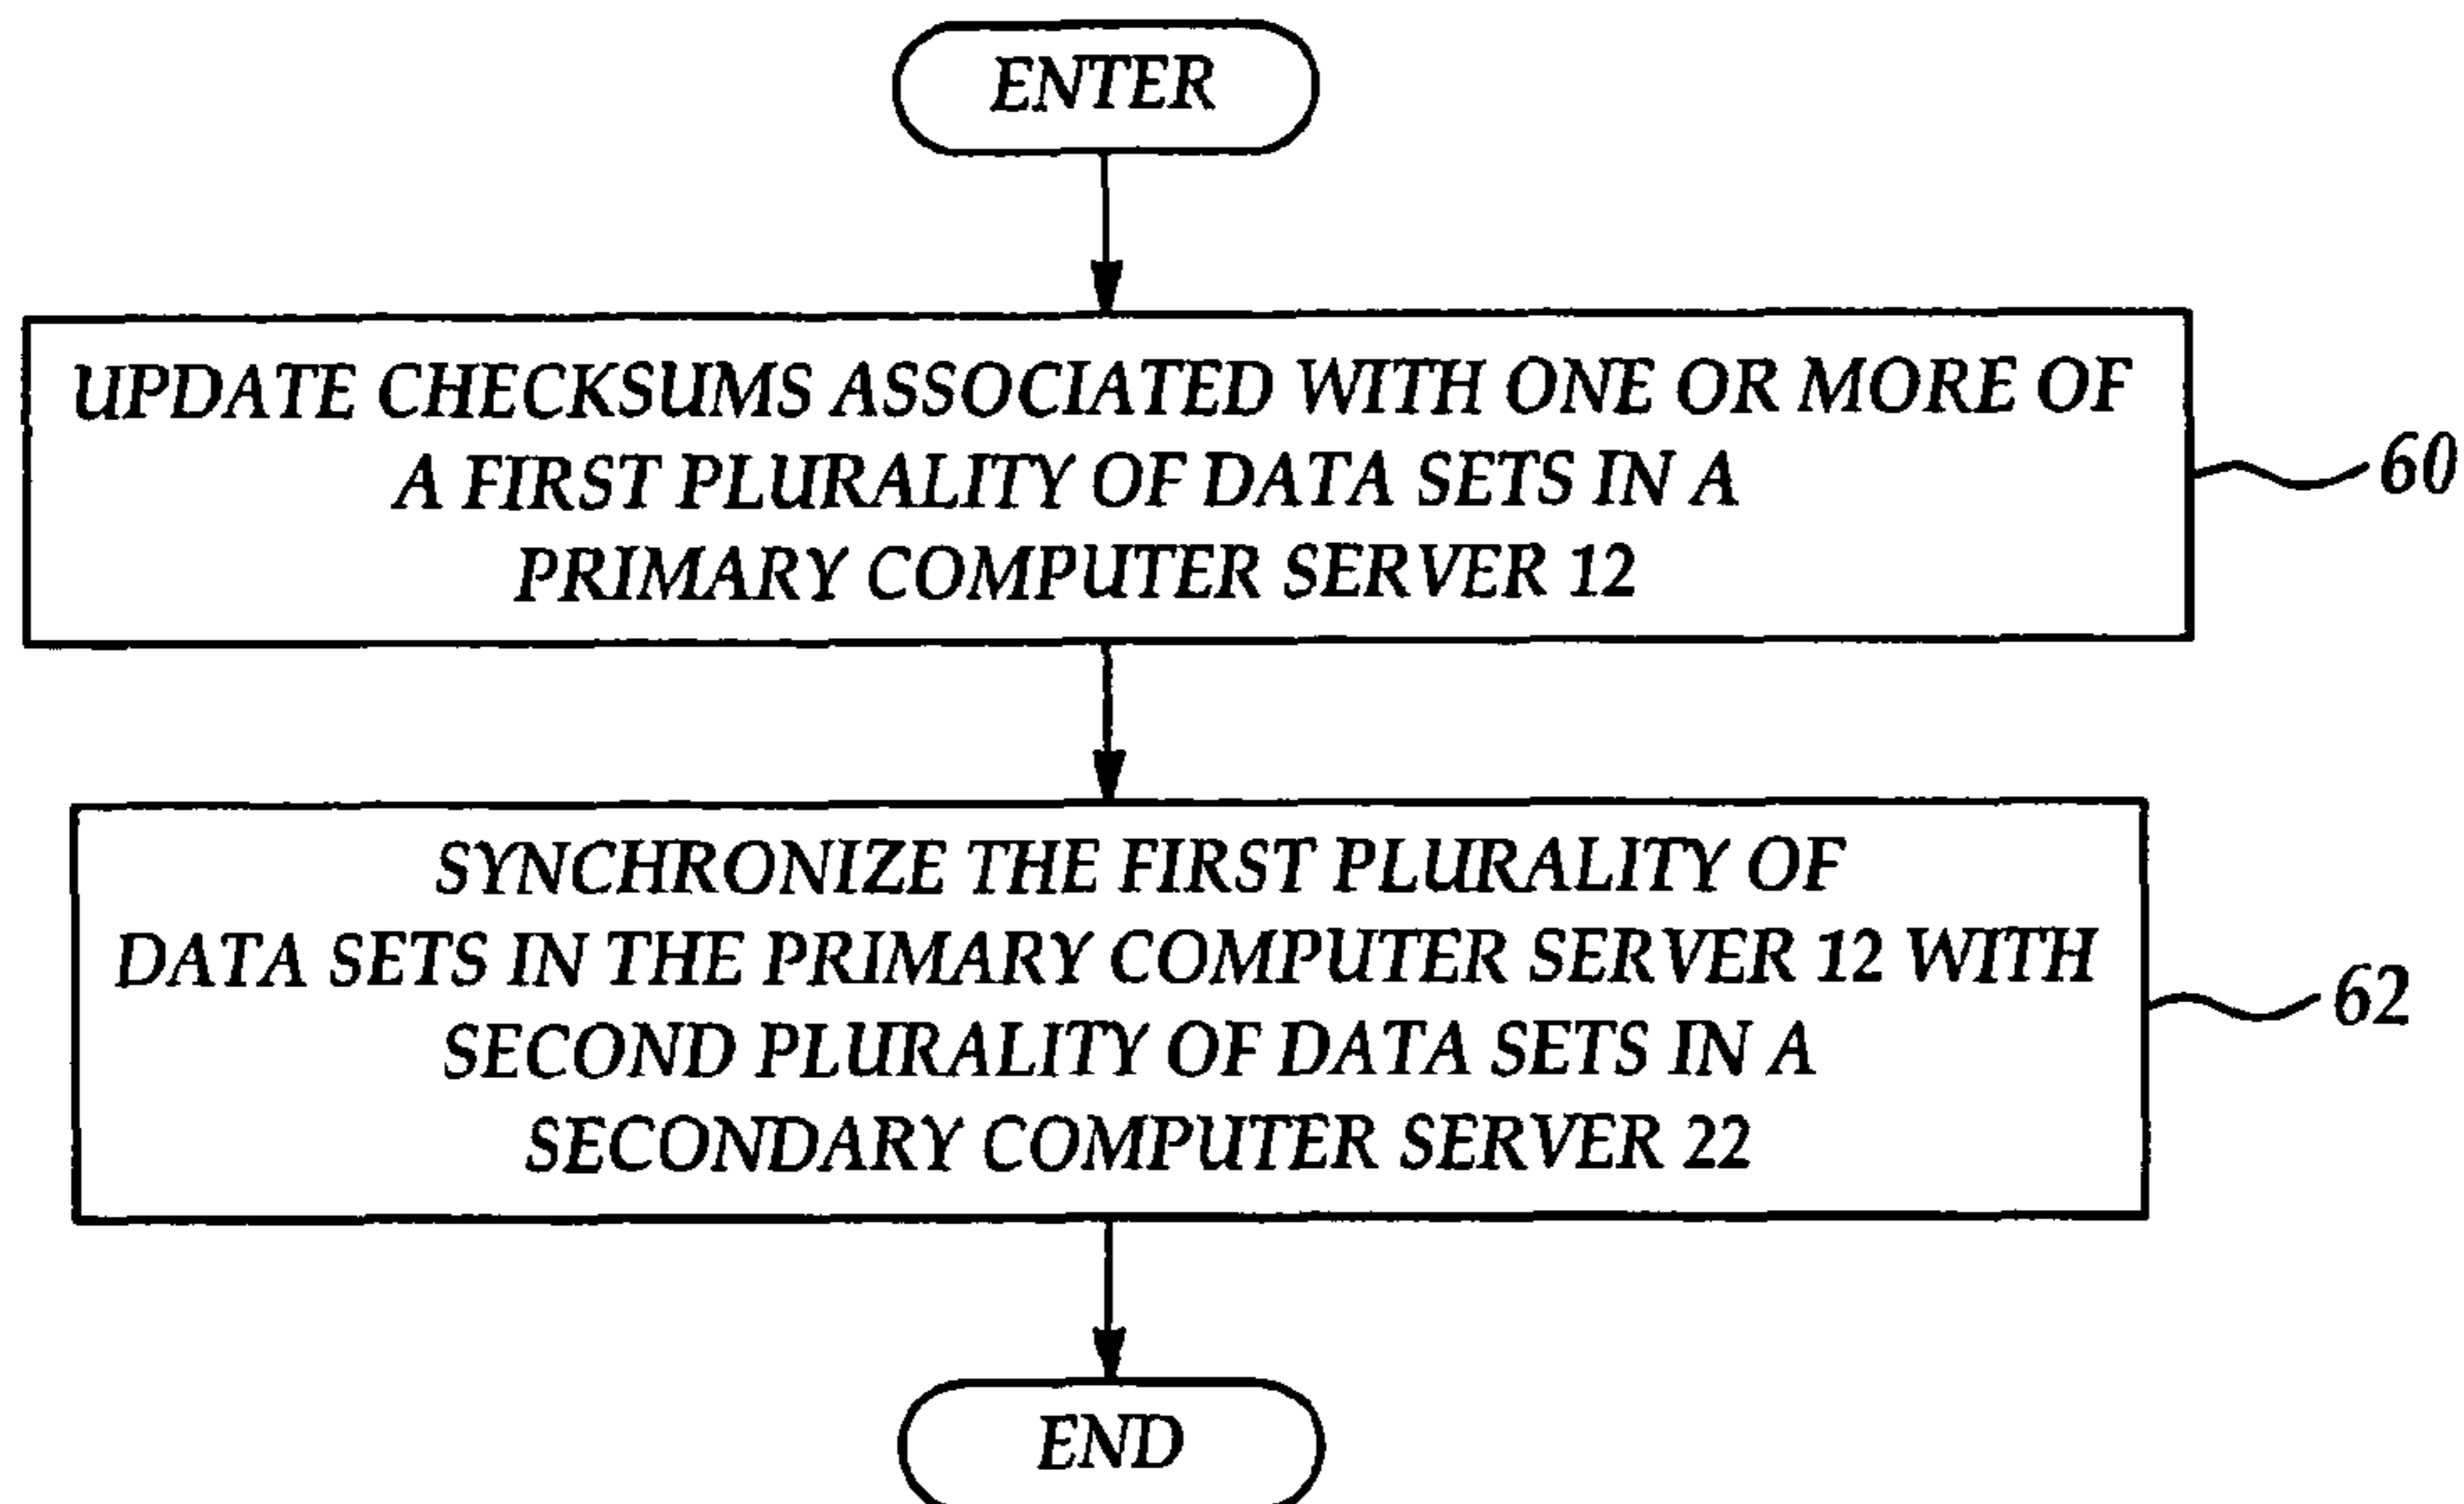 ENTER
UPDATE CHECKSUMS ASSOCIATED WITH ONE OR MORE OF
A FIRST PLURALITY OF DATA SETS IN A
PRIMARY COMPUTER SERVER 12
60
SYNCHRONIZE THE FIRST PLURALITY OF
DATA SETS IN THE PRIMARY COMPUTER SERVER 12 WITH
SECOND PLURALITY OF DATA SETS IN A
SECONDARY COMPUTER SERVER 22
62
END